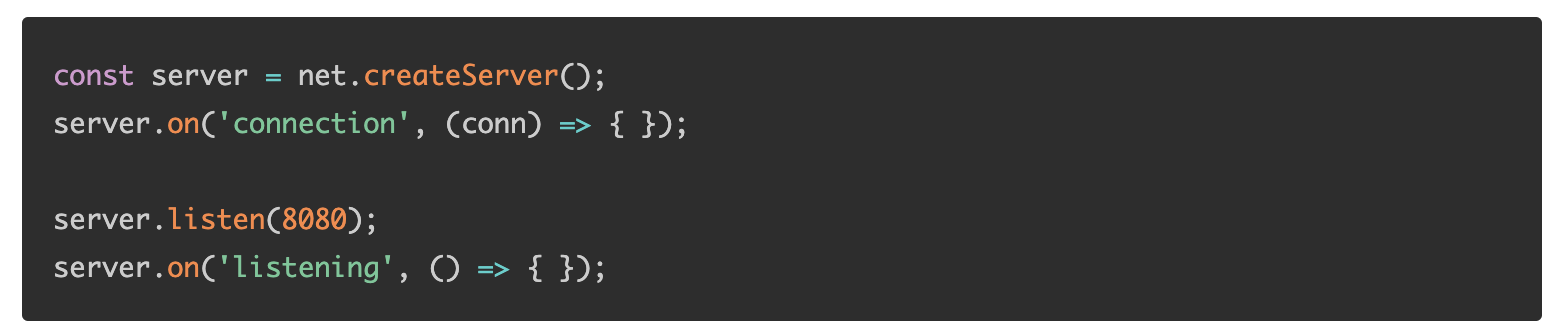 const server = net.createServer();
server.on('connection', (conn) => { });
server.listen(8080);
server.on('listening', () => { });